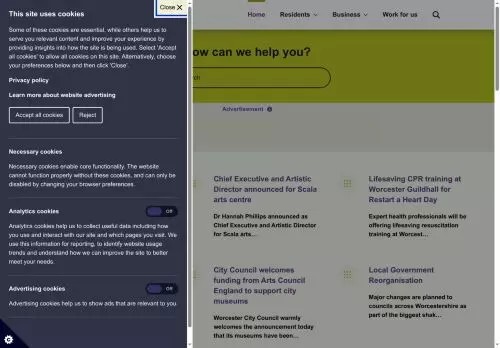 This site uses cookies
Close
Some of these cookies are essential, while others help us to
serve you relevant content and improve your experience by
providing insights into how the site is being used. Select 'Accept
all cookies' to allow all cookies on this site. Alternatively, choose
your preferences below and then click 'Close'.
Privacy policy
Learn more about website advertising
Accept all cookies
Reject
Necessary cookies
Necessary cookies enable core functionality. The website
cannot function properly without these cookies, and can only be
disabled by changing your browser preferences.
Analytics cookies
Off
Analytics cookies help us to collect useful data including how
you use and interact with our site and which pages you visit. We
use this information for reporting, to identify website usage
trends and understand how we can improve the site to better
meet your needs.
Advertising cookies
Off
Advertising cookies help us to show ads that are relevant to you
Home
Residents
Business
Work for us
ow can we help you?
rch
Advertisement
Chief Executive and Artistic
Director announced for Scala
arts centre
Dr Hannah Phillips announced as
Chief Executive and Artistic Director
for Scala arts...
Lifesaving CPR training at
Worcester Guildhall for
Restart a Heart Day
Expert health professionals will be
offering lifesaving resuscitation
training at Worcest...
City Council welcomes
funding from Arts Council
England to support city
museums
Worcester City Council warmly
welcomes the announcement today
that its museums have been...
Local Government
Reorganisation
Major changes are planned to
councils across Worcestershire as
part of the biggest shak...